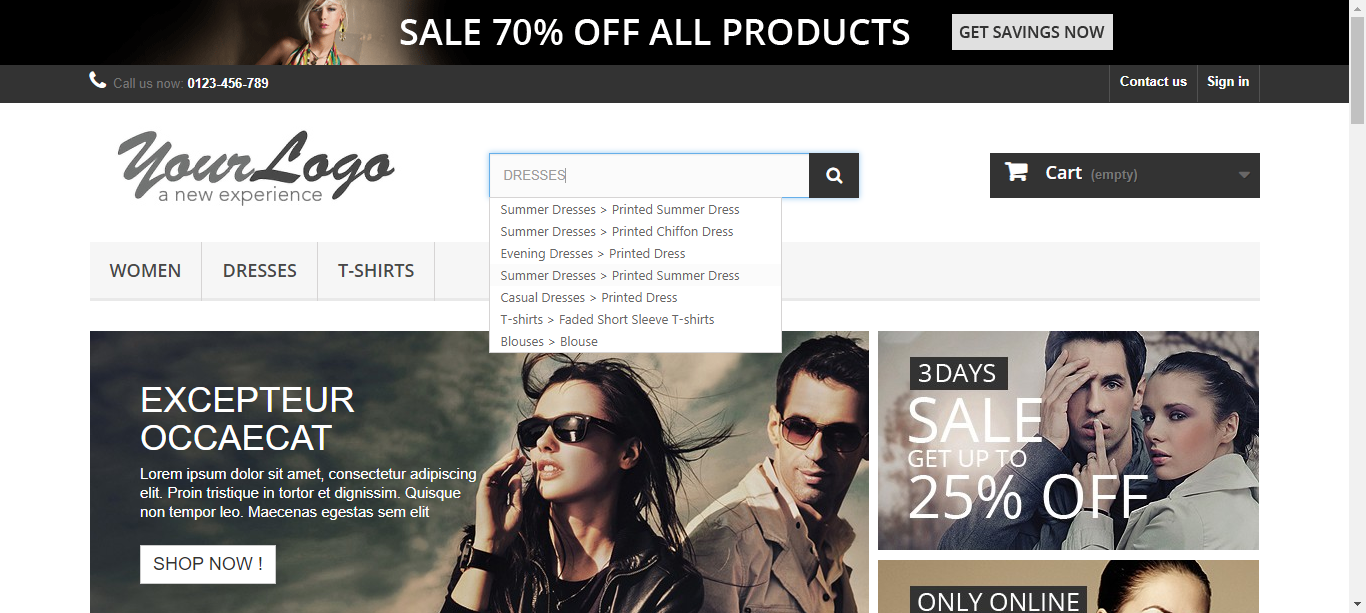 SALE 70% OFF ALL PRODUCTS
GET SAVINGS NOW
Call us now: 0123-456-789
Contact us
Sign in
YourLogo
a new experience
DRESSES
Cart (empty)
Summer Dresses > Printed Summer Dress
Summer Dresses > Printed Chiffon Dress
Evening Dresses > Printed Dress
Summer Dresses > Printed Summer Dress
Casual Dresses > Printed Dress
T-shirts > Faded Short Sleeve T-shirts
Blouses > Blouse
WOMEN
DRESSES
T-SHIRTS
EXCEPTEUR
OCCAECAT
Lorem ipsum dolor sit amet, consectetur adipiscing
elit. Proin tristique in tortor et dignissim. Quisque
non tempor leo. Maecenas egestas sem elit
SHOP NOW !
3 DAYS
SALE
GET UP TO
25% OFF
ONLY ONLINE